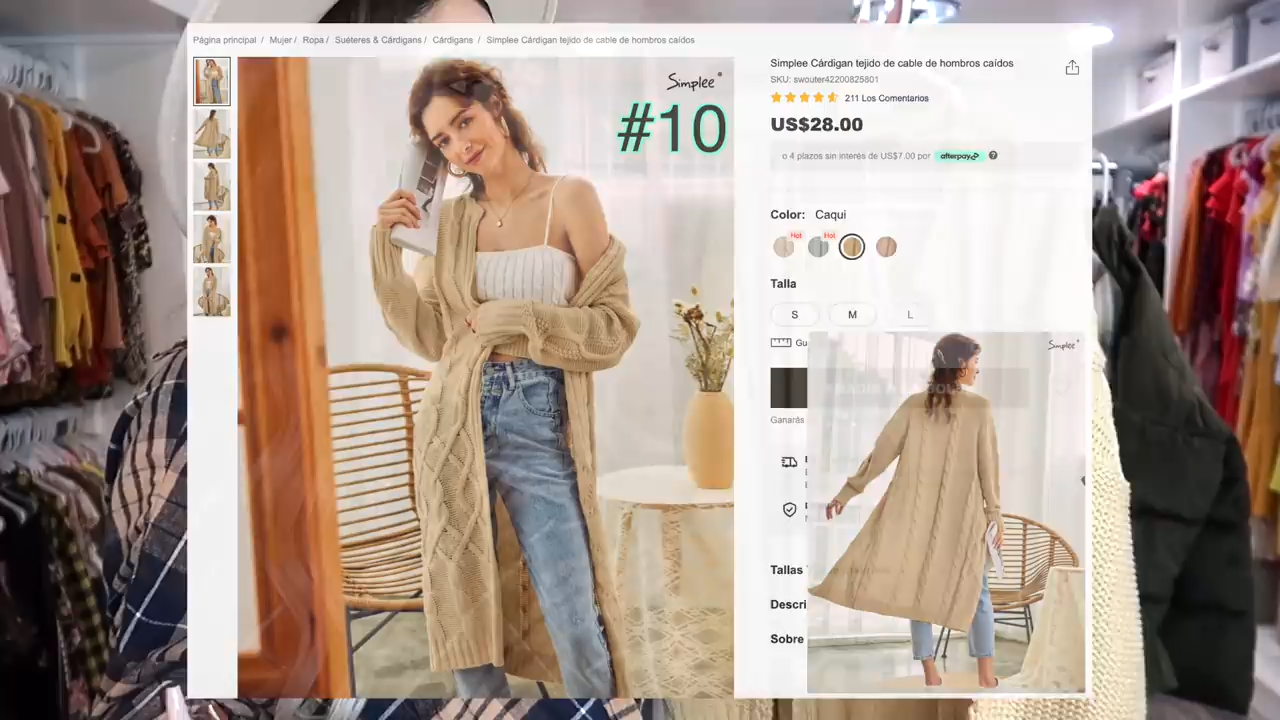 Página principal / Mujer / Ropa / Suéteres & Cárdigans / Cárdigans / Simplee Cárdigan tejido de cable de hombros caídos
Simplee
#10
Simplee Cárdigan tejido de cable de hombros caídos
SKU: swouter42200825801
211 Los Comentarios
US$28.00
o 4 plazos sin interés de US$7.00 por afterpay ?
Color: Caqui
Hot Hot
Talla
S M L
Gu
Simplee
Ganarás
Tallas
Descri
Sobre